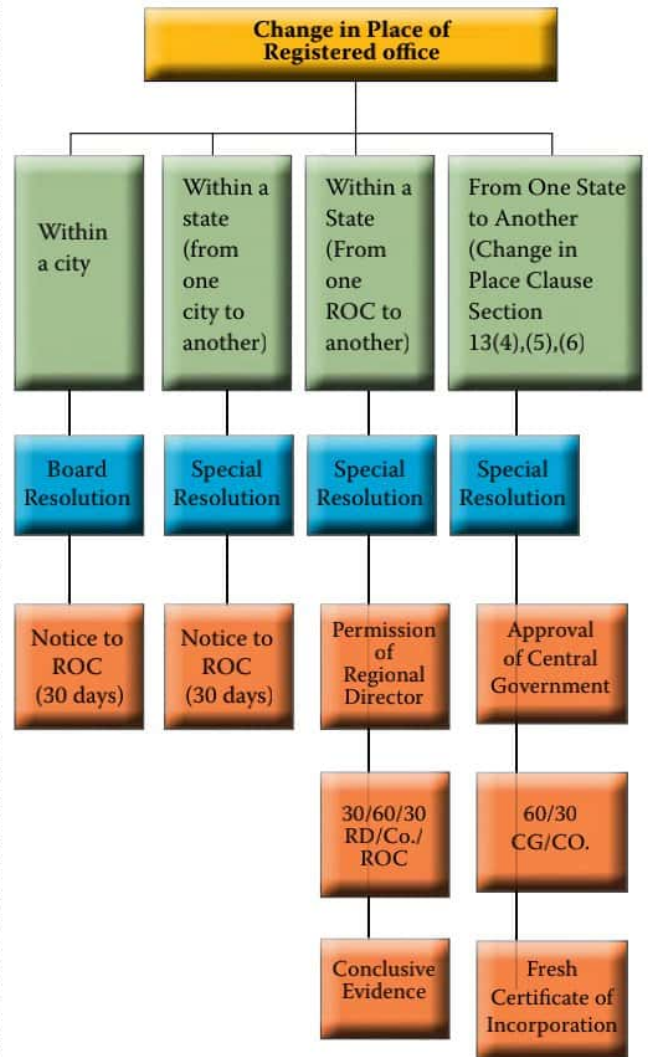 Change in Place of
Registered office
Within
a city
Within a
state
(from
one
city to
another)
Within a
State
(From
one
ROC to
another)
From One State
to Another
(Change in
Place Clause
Section
13(4),(5),(6)
Board
Resolution
Special
Resolution
Special
Resolution
Special
Resolution
Notice to
ROC
(30 days)
Notice to
ROC
(30 days)
Permission
of
Regional
Director
Approval
of Central
Government
30/60/30
RD/Co./
ROC
60/30
CG/CO.
Conclusive
Evidence
Fresh
Certificate of
Incorporation